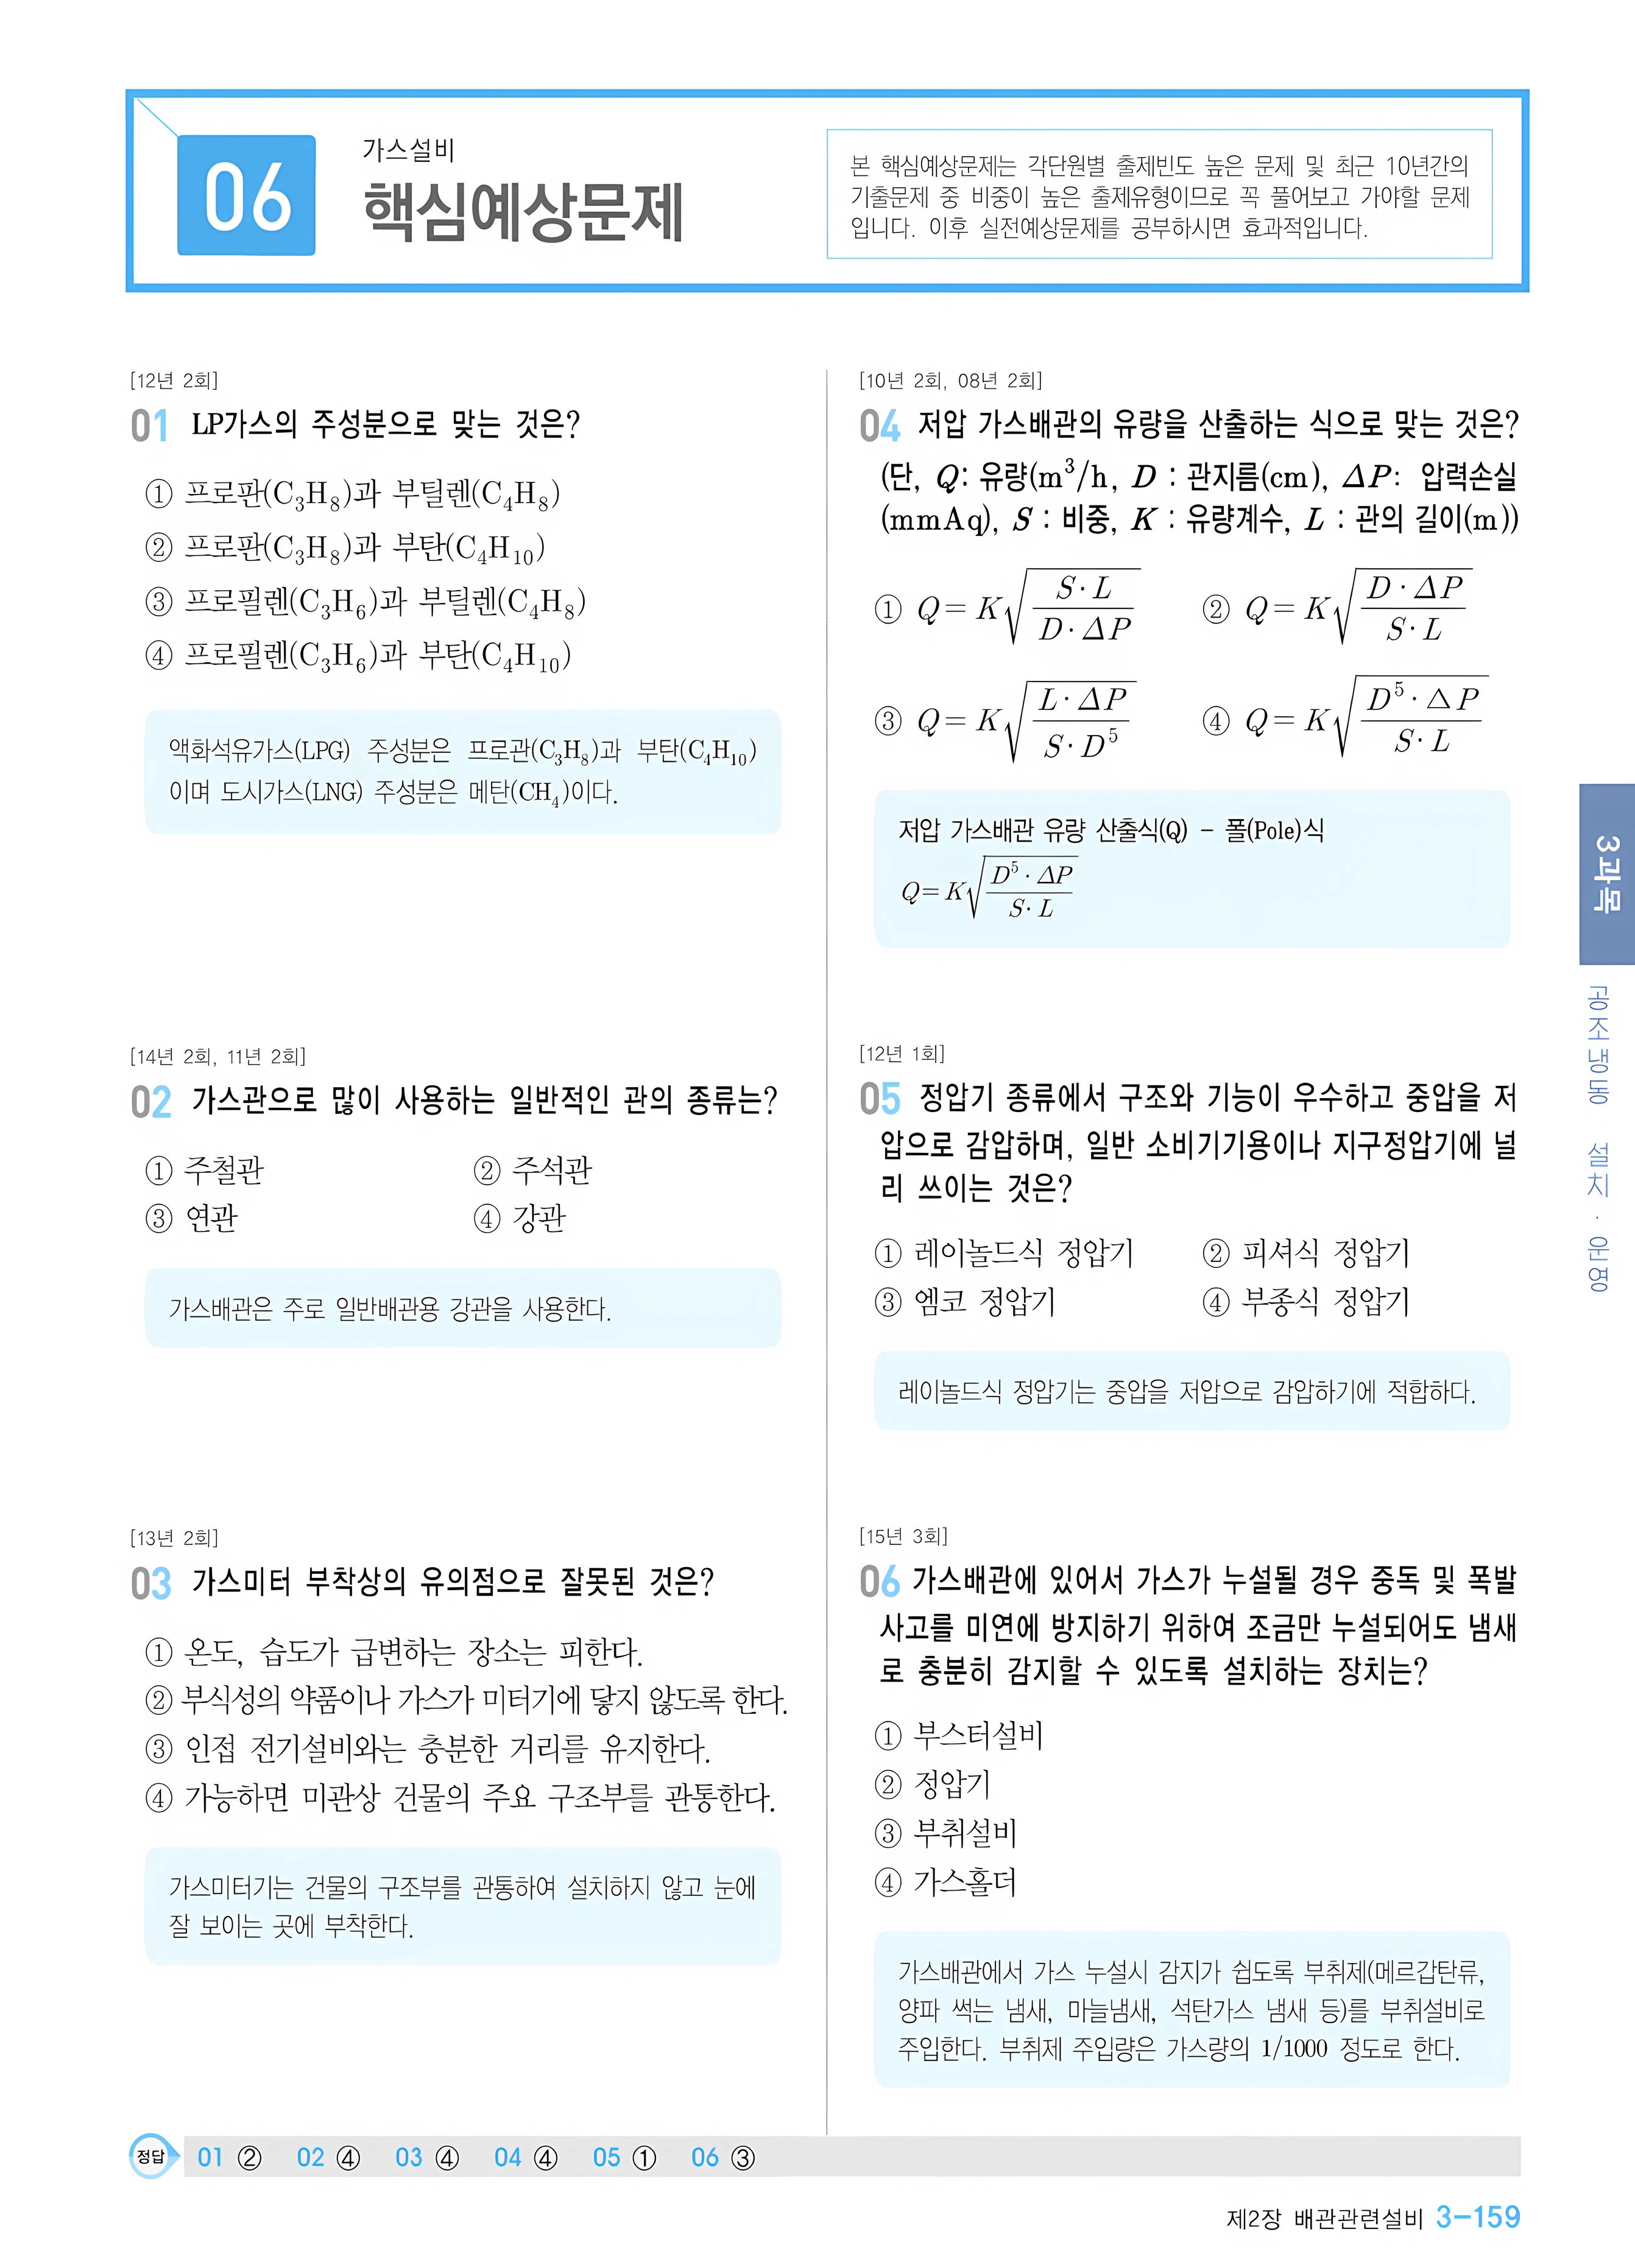 06
가스설비
핵심예상문제
본 핵심예상문제는 각단원별 출제빈도 높은 문제 및 최근 10년간의
기출문제 중 비중이 높은 출제유형이므로 꼭 풀어보고 가야할 문제
입니다. 이후 실전예상문제를 공부하시면 효과적입니다.
[12년 2회]
01 LP가스의 주성분으로 맞는 것은?
① 프로판(C₃H₈)과 부틸렌(C₄H₈)
② 프로판(C₃H₈)과 부탄(C₄H₁₀)
③ 프로필렌(C₃H₆)과 부틸렌(C₄H₈)
④ 프로필렌(C₃H₆)과 부탄(C₄H₁₀)
액화석유가스(LPG) 주성분은 프로관(C₃H₈)과 부탄(C₄H₁₀)
이며 도시가스(LNG) 주성분은 메탄(CH₄)이다.
[14년 2회, 11년 2회]
02 가스관으로 많이 사용하는 일반적인 관의 종류는?
① 주철관 ② 주석관
③ 연관 ④ 강관
가스배관은 주로 일반배관용 강관을 사용한다.
[13년 2회]
03 가스미터 부착상의 유의점으로 잘못된 것은?
① 온도, 습도가 급변하는 장소는 피한다.
② 부식성의 약품이나 가스가 미터기에 닿지 않도록 한다.
③ 인접 전기설비와는 충분한 거리를 유지한다.
④ 가능하면 미관상 건물의 주요 구조부를 관통한다.
가스미터기는 건물의 구조부를 관통하여 설치하지 않고 눈에
잘 보이는 곳에 부착한다.
[10년 2회, 08년 2회]
04 저압 가스배관의 유량을 산출하는 식으로 맞는 것은?
(단, Q: 유량(m³/h, D : 관지름(cm), ΔP: 압력손실
(mmAq), S : 비중, K : 유량계수, L : 관의 길이(m))
① Q=K√(S·L / D·ΔP) ② Q=K√(D·ΔP / S·L)
③ Q=K√(L·ΔP / S·D⁵) ④ Q=K√(D⁵·ΔP / S·L)
저압 가스배관 유량 산출식(Q) - 폴(Pole)식
Q=K√(D⁵·ΔP / S·L)
[12년 1회]
05 정압기 종류에서 구조와 기능이 우수하고 중압을 저
압으로 감압하며, 일반 소비기기용이나 지구정압기에 널
리 쓰이는 것은?
① 레이놀드식 정압기 ② 피셔식 정압기
③ 엠코 정압기 ④ 부종식 정압기
레이놀드식 정압기는 중압을 저압으로 감압하기에 적합하다.
[15년 3회]
06 가스배관에 있어서 가스가 누설될 경우 중독 및 폭발
사고를 미연에 방지하기 위하여 조금만 누설되어도 냄새
로 충분히 감지할 수 있도록 설치하는 장치는?
① 부스터설비
② 정압기
③ 부취설비
④ 가스홀더
가스배관에서 가스 누설시 감지가 쉽도록 부취제(메르갑탄류,
양파 썩는 냄새, 마늘냄새, 석탄가스 냄새 등)를 부취설비로
주입한다. 부취제 주입량은 가스량의 1/1000 정도로 한다.
3과목
공조냉동 설치·운영
정답 01 ② 02 ④ 03 ④ 04 ④ 05 ① 06 ③
제2장 배관관련설비 3-159